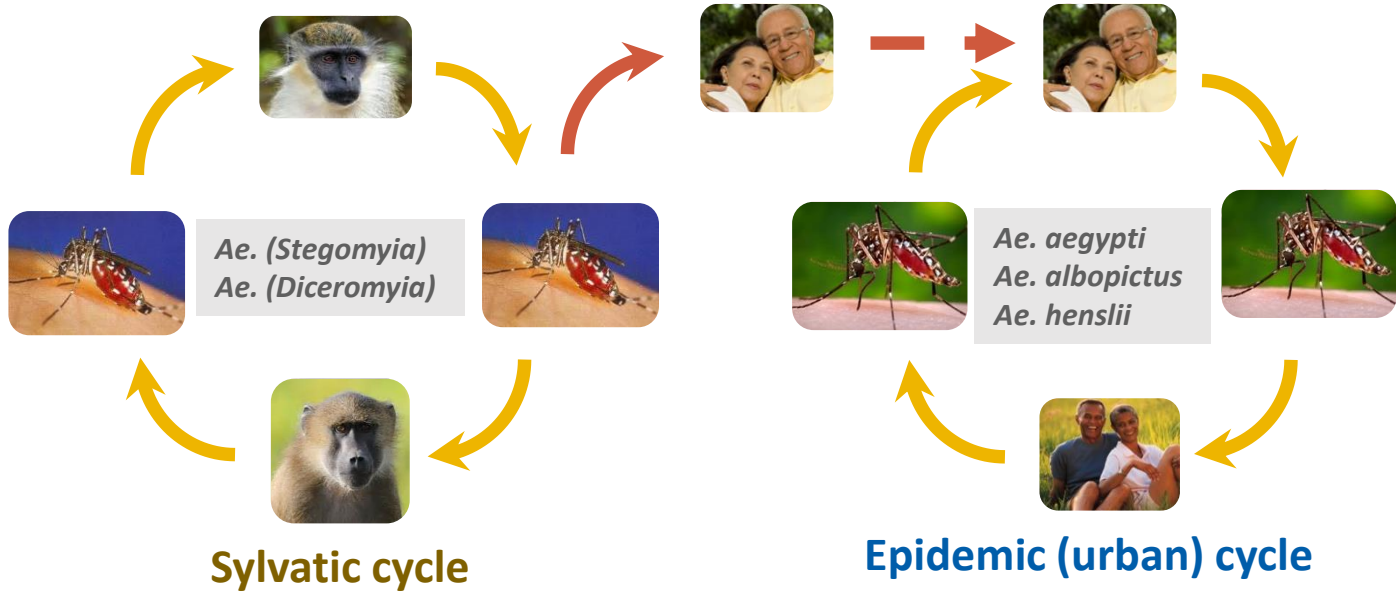 Ae. (Stegomyia)
Ae. (Diceromyia)
Ae. aegypti
Ae. albopictus
Ae. henslii
Sylvatic cycle
Epidemic (urban) cycle